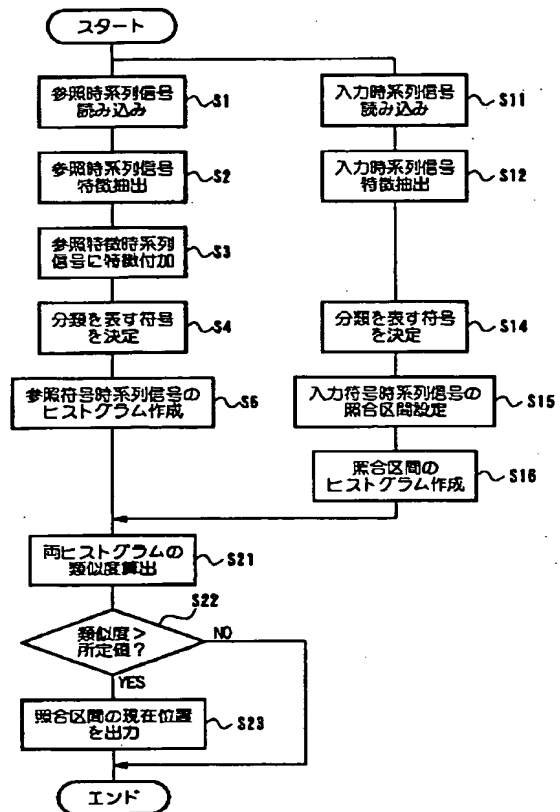 スタート
参照時系列信号
読み込み
S1
入力時系列信号
読み込み
S11
参照時系列信号
特徴抽出
S2
入力時系列信号
特徴抽出
S12
参照特徴時系列
信号に特徴付加
S3
分類を表す符号
を決定
S4
分類を表す符号
を決定
S14
参照符号時系列信号の
ヒストグラム作成
S5
入力符号時系列信号の
照合区間設定
S15
照合区間の
ヒストグラム作成
S16
両ヒストグラムの
類似度算出
S21
S22
類似度>
所定値?
NO
YES
照合区間の現在位置
を出力
S23
エンド